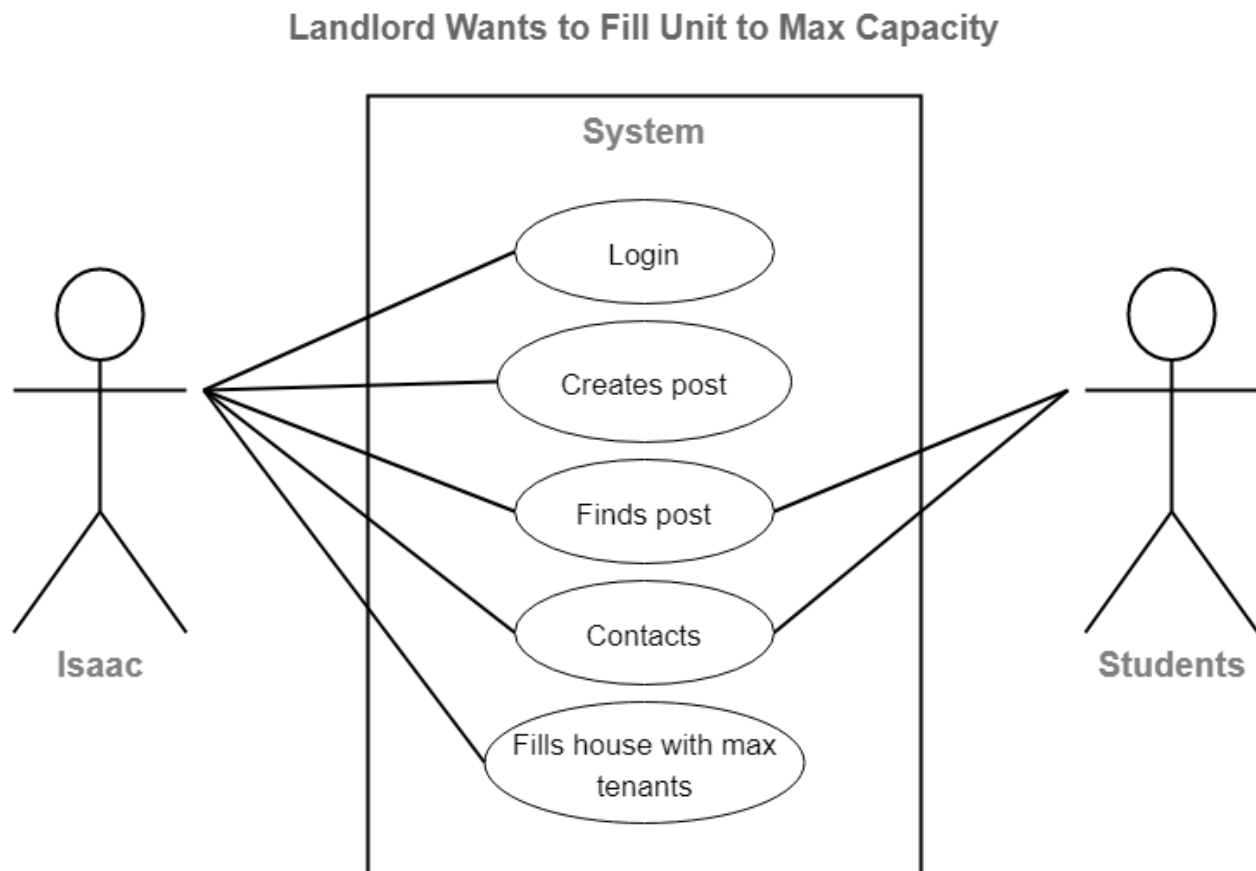 Landlord Wants to Fill Unit to Max Capacity
System
Login
Creates post
Finds post
Contacts
Fills house with max
tenants
Isaac
Students